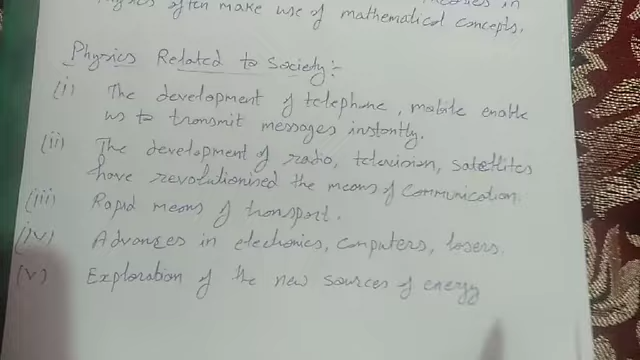 often make use of mathematical concepts.
Physics Related to Society:-
(i) The development of telephone, mobile enable
us to transmit messages instantly.
(ii) The development of radio, television, satellites
have revolutionised the means of communication.
(iii) Rapid means of transport.
(iv) Advances in electronics, computers, lasers.
(v) Exploration of the new sources of energy